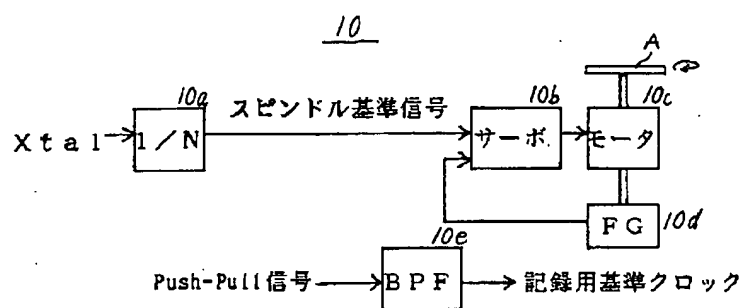 10
A
10a
スピンドル基準信号
10b
10c
Xtal
1/N
サーボ
モータ
FG
10d
10e
Push-Pull信号
BPF
記録用基準クロック